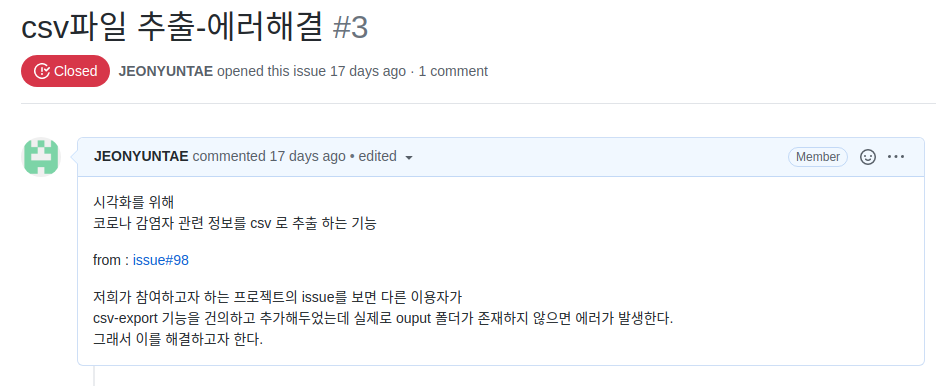 csv파일 추출-에러해결 #3
Closed JEONYUNTAE opened this issue 17 days ago · 1 comment
JEONYUNTAE commented 17 days ago • edited Member
시각화를 위해
코로나 감염자 관련 정보를 csv 로 추출 하는 기능
from : issue#98
저희가 참여하고자 하는 프로젝트의 issue를 보면 다른 이용자가
csv-export 기능을 건의하고 추가해두었는데 실제로 ouput 폴더가 존재하지 않으면 에러가 발생한다.
그래서 이를 해결하고자 한다.